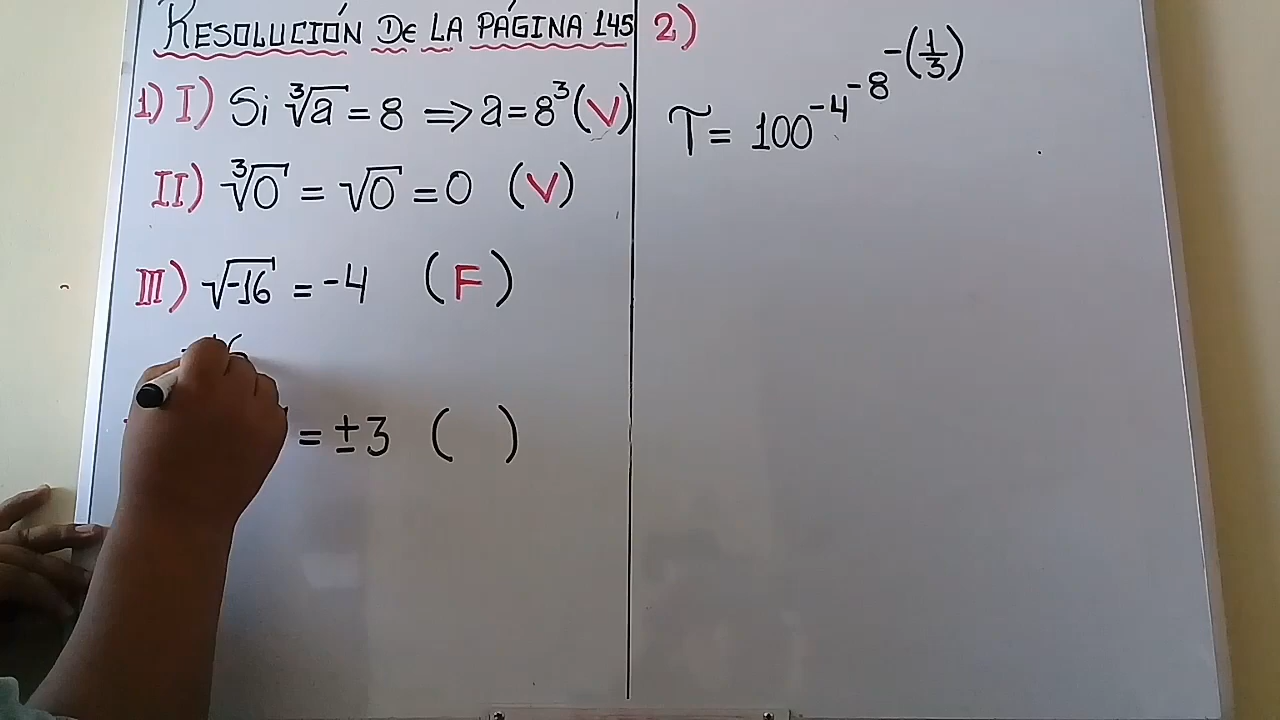 RESOLUCIÓN DE LA PÁGINA 145
1) I) Si ∛a = 8 ⟹ a = 8³ (V)
II) ∛0 = √0 = 0 (V)
III) √-16 = -4 (F)
= ±3 ( )
2)
T = 100^-4^-8^-(1/3)